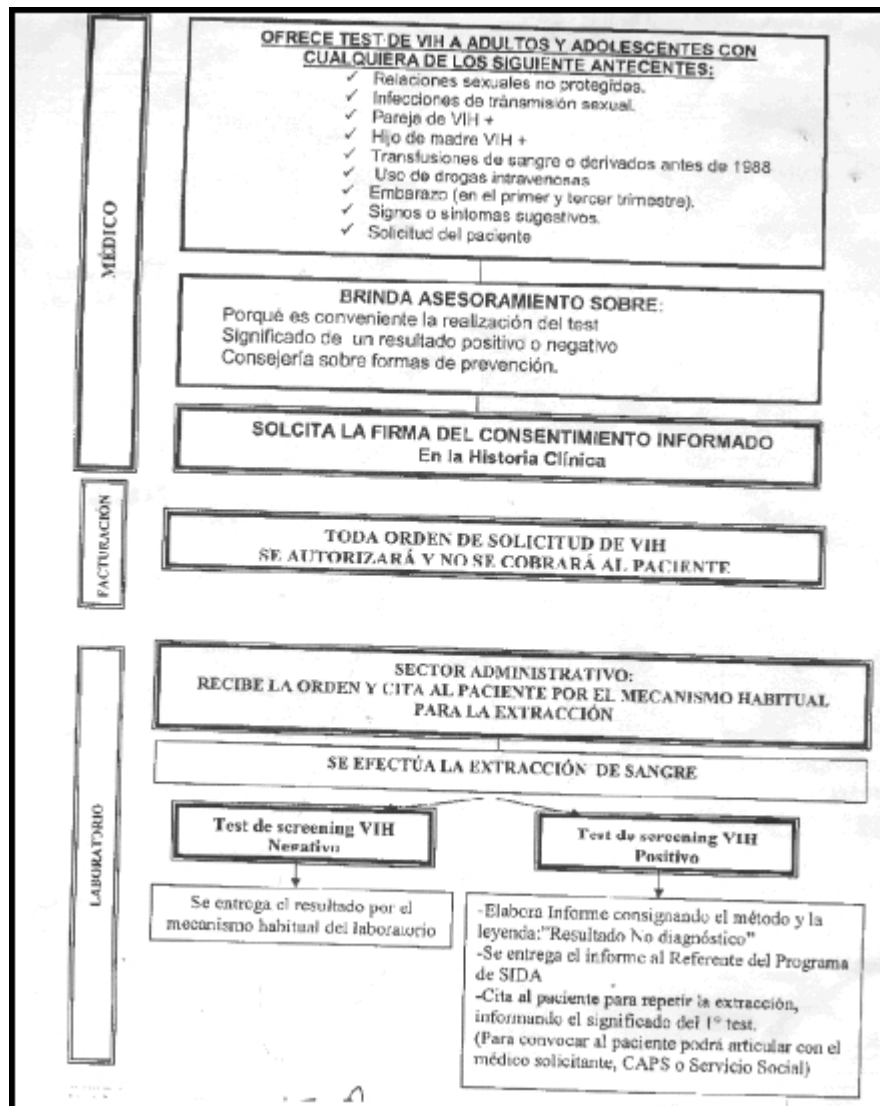 OFRECE TEST DE VIH A ADULTOS Y ADOLESCENTES CON
CUALQUIERA DE LOS SIGUIENTE ANTECENTES:
✓ Relaciones sexuales no protegidas.
✓ Infecciones de tránsmisión sexual.
✓ Pareja de VIH +
✓ Hijo de madre VIH +
✓ Transfusiones de sangre o derivados antes de 1988
✓ Uso de drogas intravenosas
✓ Embarazo (en el primer y tercer trimestre).
✓ Signos o síntomas sugestivos.
✓ Solicitud del paciente
MÉDICO
BRINDA ASESORAMIENTO SOBRE:
Porqué es conveniente la realización del test
Significado de un resultado positivo o negativo
Consejería sobre formas de prevención.
SOLCITA LA FIRMA DEL CONSENTIMIENTO INFORMADO
En la Historia Clínica
FACTURACIÓN
TODA ORDEN DE SOLICITUD DE VIH
SE AUTORIZARÁ Y NO SE COBRARÁ AL PACIENTE
LABORATORIO
SECTOR ADMINISTRATIVO:
RECIBE LA ORDEN Y CITA AL PACIENTE POR EL MECANISMO HABITUAL
PARA LA EXTRACCIÓN
SE EFECTÚA LA EXTRACCIÓN DE SANGRE
Test de screening VIH
Negativo
Se entrega el resultado por el
mecanismo habitual del laboratorio
Test de screening VIH
Positivo
-Elabora Informe consignando el método y la
leyenda:"Resultado No diagnóstico"
-Se entrega el informe al Referente del Programa
de SIDA
-Cita al paciente para repetir la extracción,
informando el significado del 1° test.
(Para convocar al paciente podrá articular con el
médico solicitante, CAPS o Servicio Social)